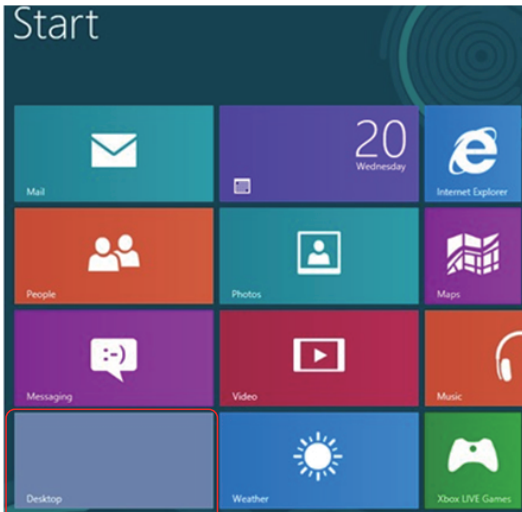 Start
Mail
20
Wednesday
Internet Explorer
People
Photos
Maps
Messaging
:-)
Video
Music
Desktop
Weather
Xbox LIVE Games